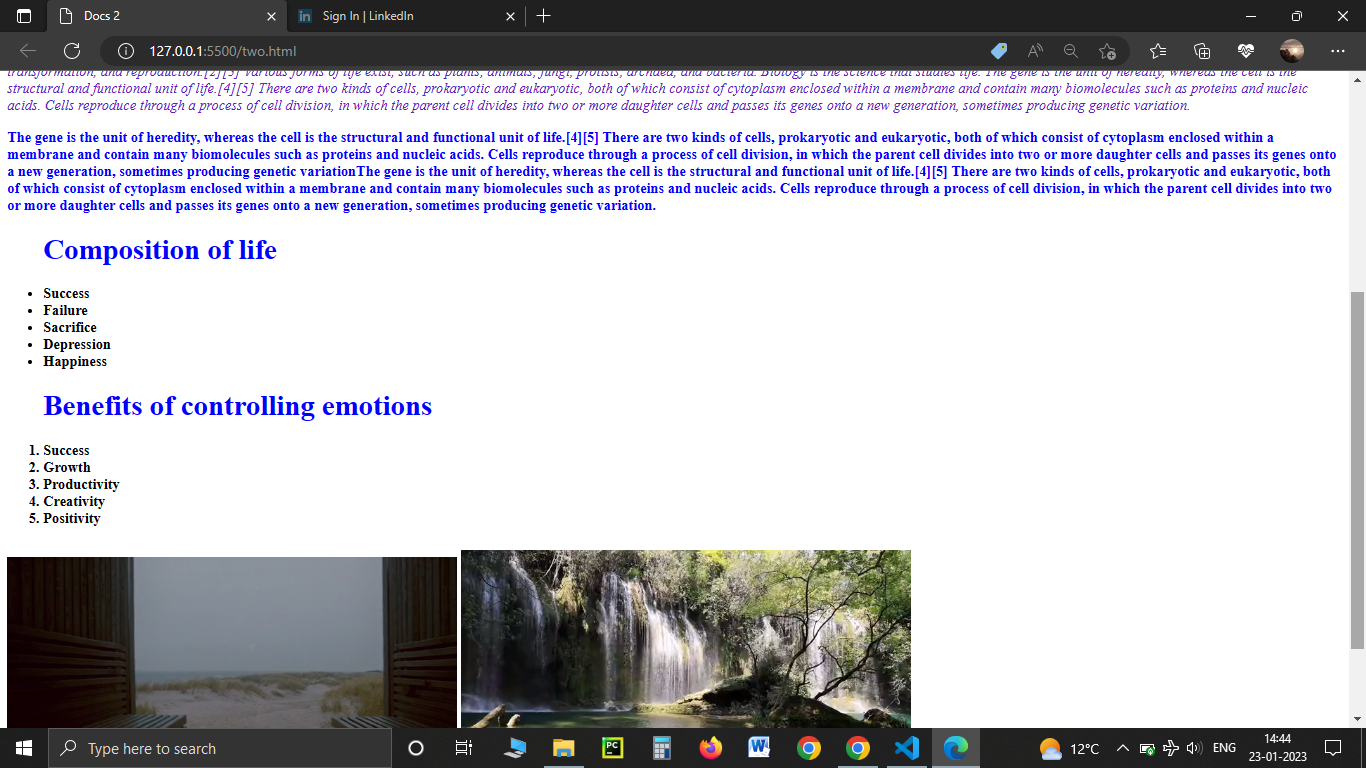 Docs 2
Sign In | LinkedIn
127.0.0.1:5500/two.html
transformation, and reproduction.[2][3] Various forms of life exist, such as plants, animals, fungi, protists, archaea, and bacteria. Biology is the science that studies life. The gene is the unit of heredity, whereas the cell is the
structural and functional unit of life.[4][5] There are two kinds of cells, prokaryotic and eukaryotic, both of which consist of cytoplasm enclosed within a membrane and contain many biomolecules such as proteins and nucleic
acids. Cells reproduce through a process of cell division, in which the parent cell divides into two or more daughter cells and passes its genes onto a new generation, sometimes producing genetic variation.
The gene is the unit of heredity, whereas the cell is the structural and functional unit of life.[4][5] There are two kinds of cells, prokaryotic and eukaryotic, both of which consist of cytoplasm enclosed within a
membrane and contain many biomolecules such as proteins and nucleic acids. Cells reproduce through a process of cell division, in which the parent cell divides into two or more daughter cells and passes its genes onto
a new generation, sometimes producing genetic variationThe gene is the unit of heredity, whereas the cell is the structural and functional unit of life.[4][5] There are two kinds of cells, prokaryotic and eukaryotic, both
of which consist of cytoplasm enclosed within a membrane and contain many biomolecules such as proteins and nucleic acids. Cells reproduce through a process of cell division, in which the parent cell divides into two
or more daughter cells and passes its genes onto a new generation, sometimes producing genetic variation.
Composition of life
• Success
• Failure
• Sacrifice
• Depression
• Happiness
Benefits of controlling emotions
1. Success
2. Growth
3. Productivity
4. Creativity
5. Positivity
Type here to search
12°C
ENG
14:44
23-01-2023